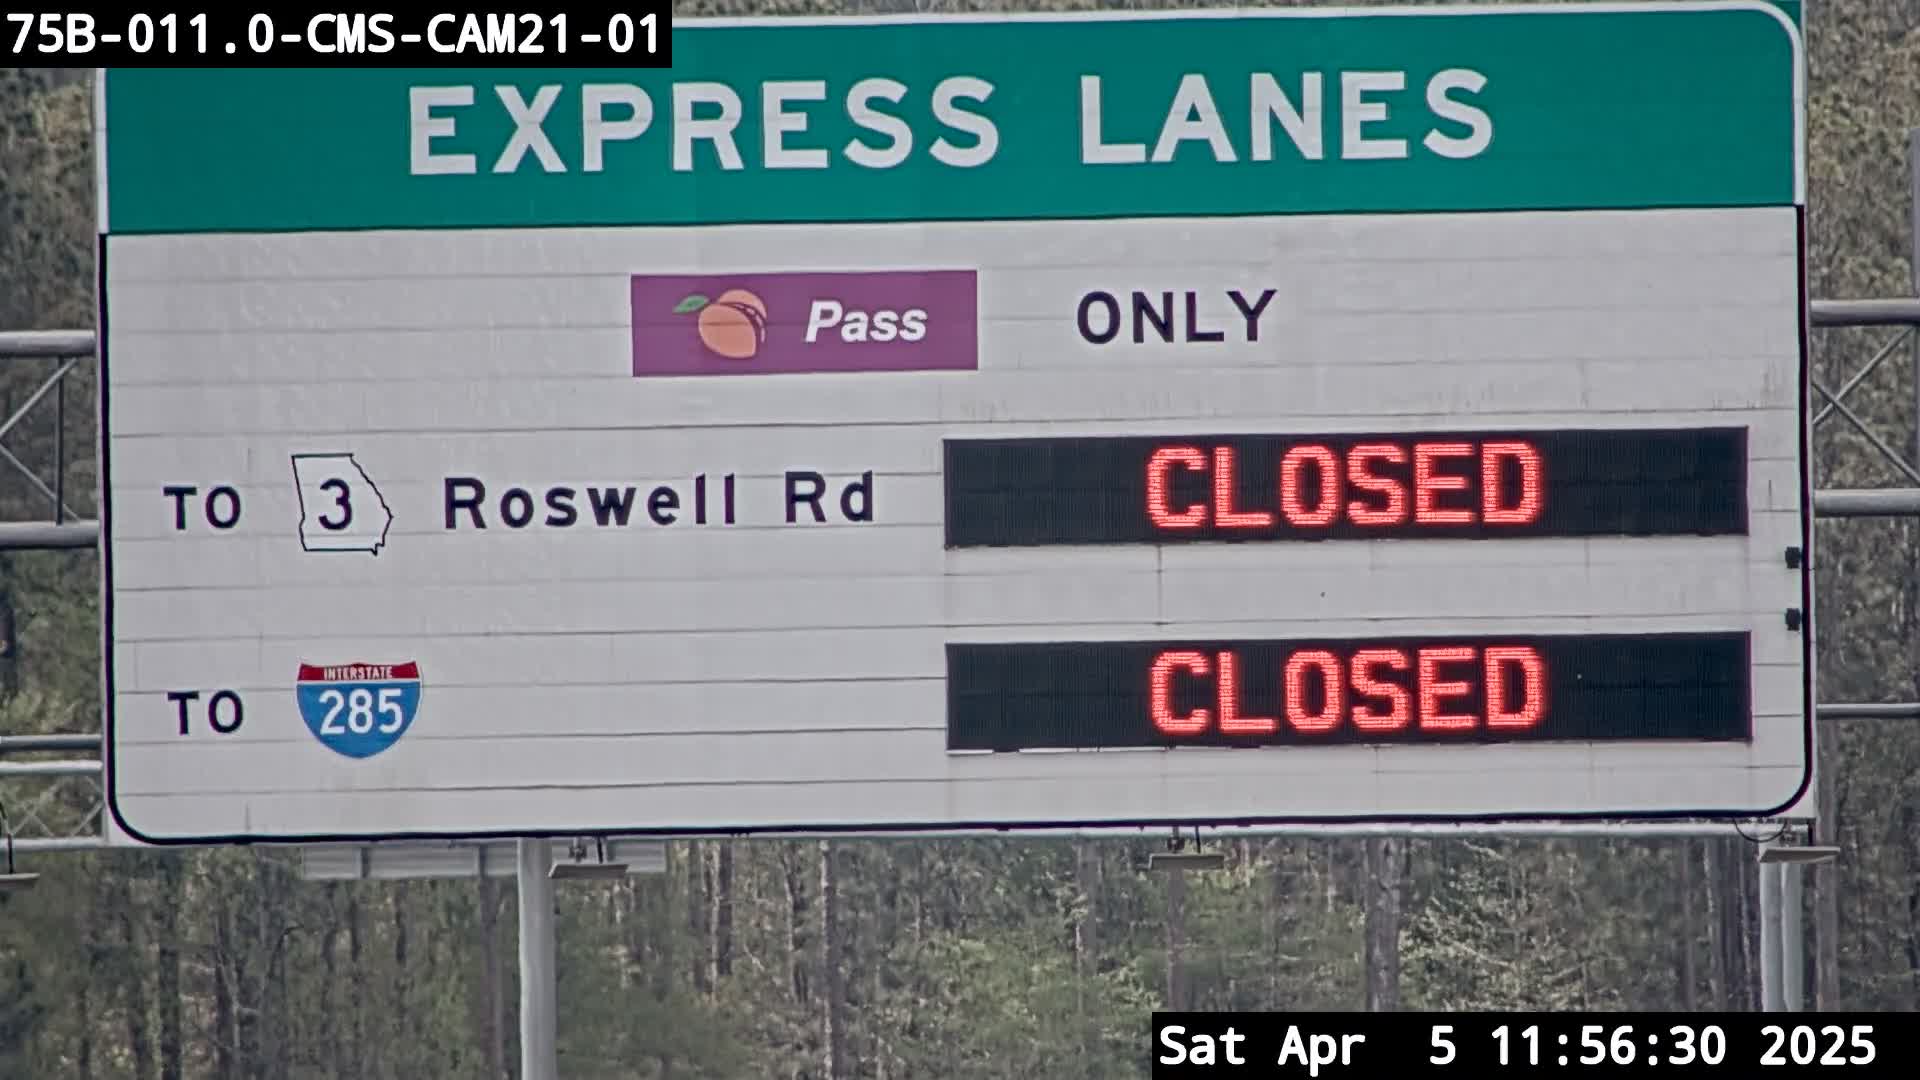 75B-011.0-CMS-CAM21-01
EXPRESS LANES
Pass ONLY
TO 3 Roswell Rd CLOSED
TO INTERSTATE 285 CLOSED
Sat Apr 5 11:56:30 2025